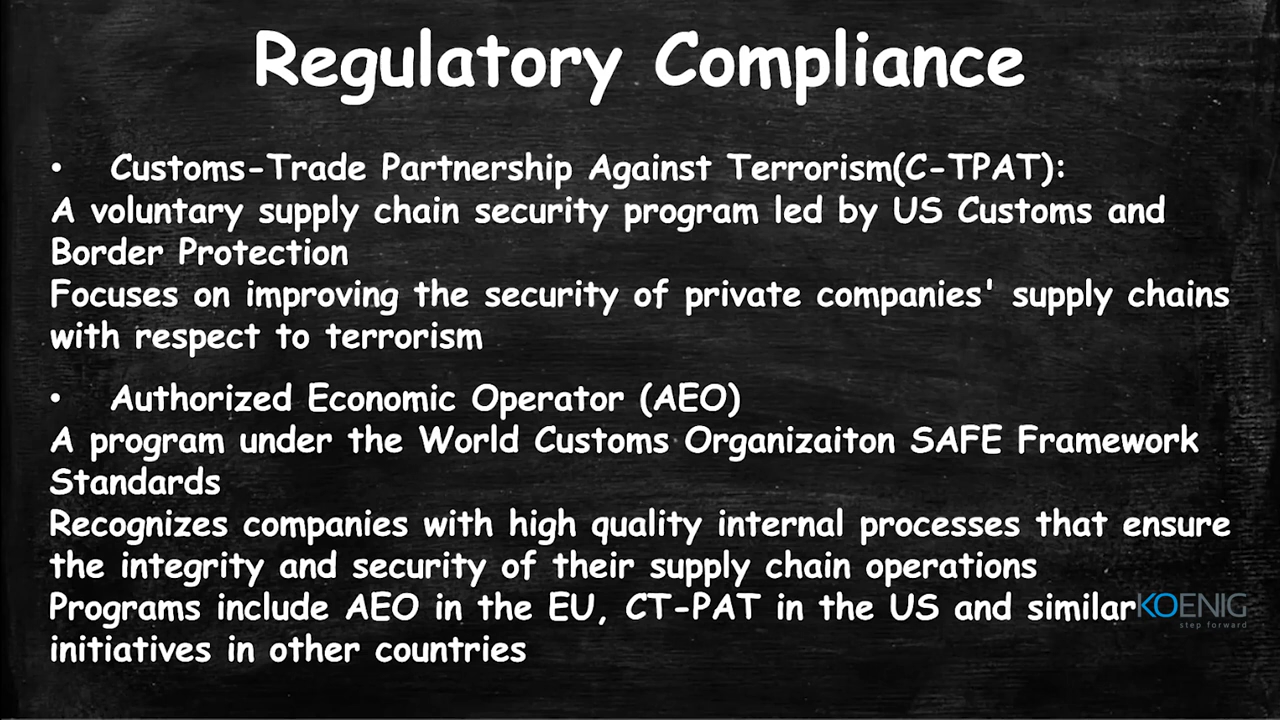 Regulatory Compliance
• Customs-Trade Partnership Against Terrorism(C-TPAT):
A voluntary supply chain security program led by US Customs and
Border Protection
Focuses on improving the security of private companies' supply chains
with respect to terrorism
• Authorized Economic Operator (AEO)
A program under the World Customs Organizaiton SAFE Framework
Standards
Recognizes companies with high quality internal processes that ensure
the integrity and security of their supply chain operations
Programs include AEO in the EU, CT-PAT in the US and similar
initiatives in other countries
KOENIG
step forward